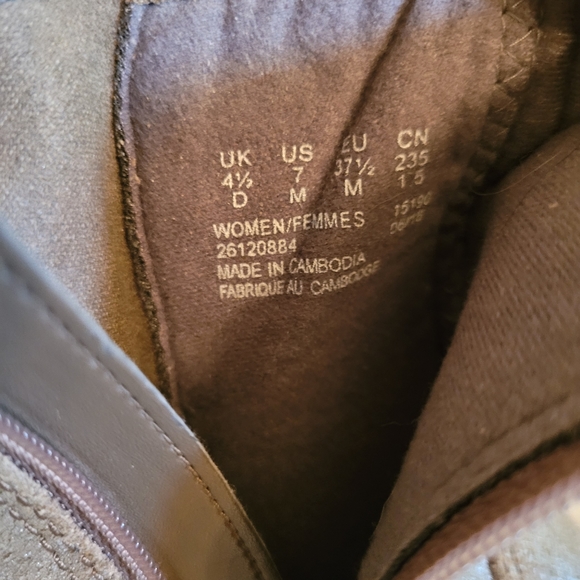 UK US EU CN
4½ 7 37½ 235
D M M 1 5
WOMEN/FEMMES
26120884
MADE IN CAMBODIA
FABRIQUE AU CAMBODGE